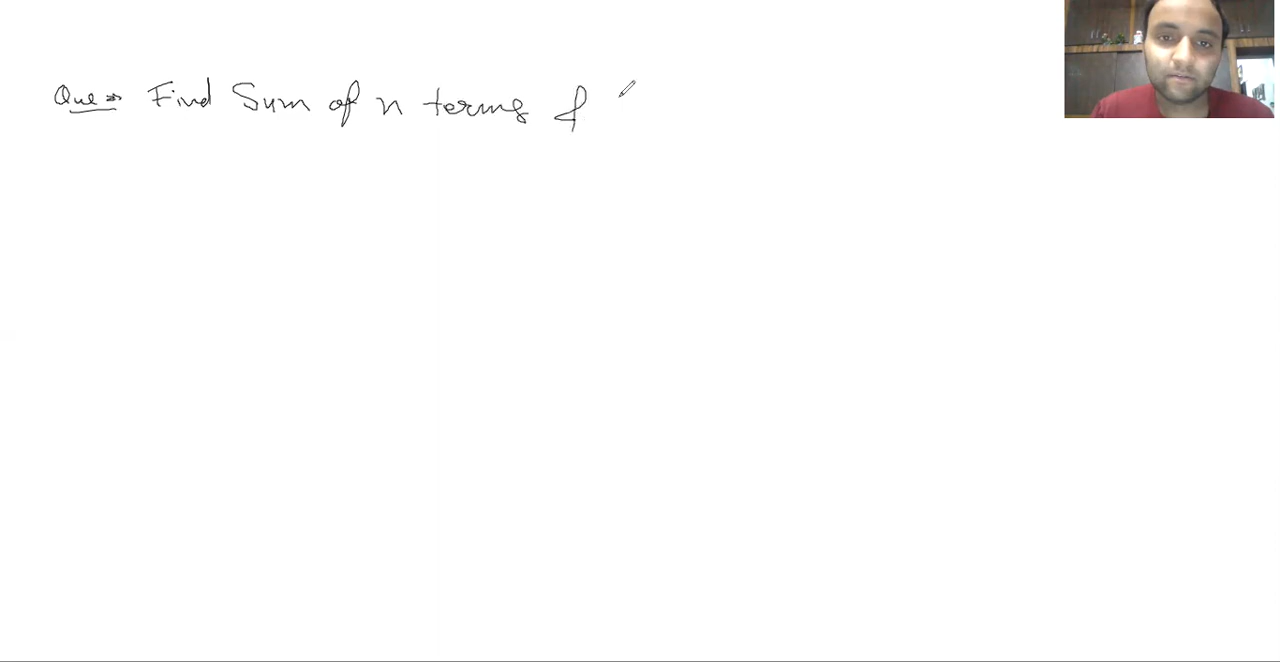 Que → Find Sum of n terms of